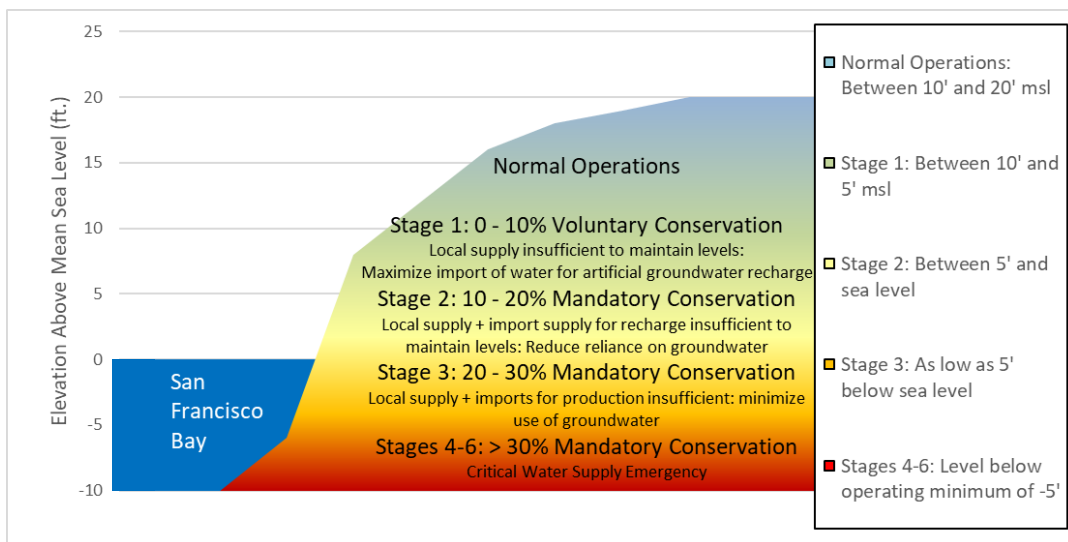 25
20
15
10
5
0
-5
-10
Elevation Above Mean Sea Level (ft.)
San
Francisco
Bay
Normal Operations
Stage 1: 0 - 10% Voluntary Conservation
Local supply insufficient to maintain levels:
Maximize import of water for artificial groundwater recharge
Stage 2: 10 - 20% Mandatory Conservation
Local supply + import supply for recharge insufficient to
maintain levels: Reduce reliance on groundwater
Stage 3: 20 - 30% Mandatory Conservation
Local supply + imports for production insufficient: minimize
use of groundwater
Stages 4-6: > 30% Mandatory Conservation
Critical Water Supply Emergency
Normal Operations:
Between 10' and 20' msl
Stage 1: Between 10' and
5' msl
Stage 2: Between 5' and
sea level
Stage 3: As low as 5'
below sea level
Stages 4-6: Level below
operating minimum of -5'